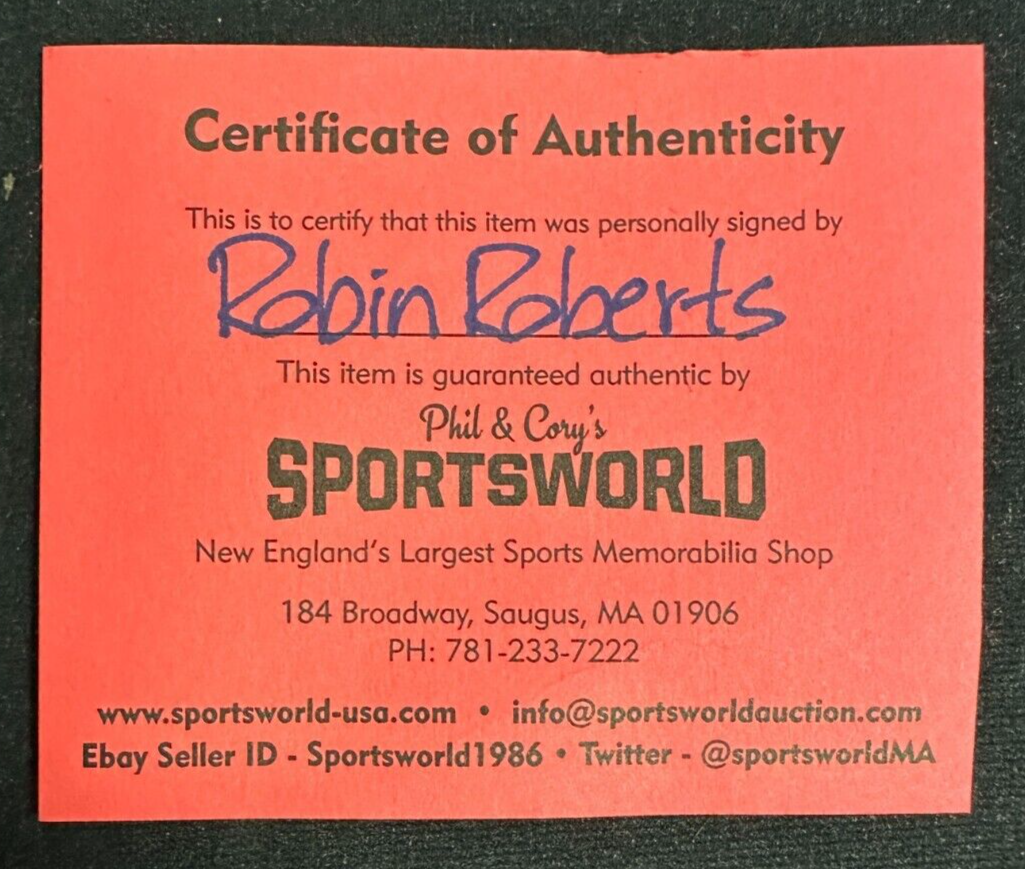 Certificate of Authenticity
This is to certify that this item was personally signed by
Robin Roberts
This item is guaranteed authentic by
Phil & Cory's
SPORTSWORLD
New England's Largest Sports Memorabilia Shop
184 Broadway, Saugus, MA 01906
PH: 781-233-7222
www.sportsworld-usa.com • info@sportsworldauction.com
Ebay Seller ID - Sportsworld1986 • Twitter - @sportsworldMA